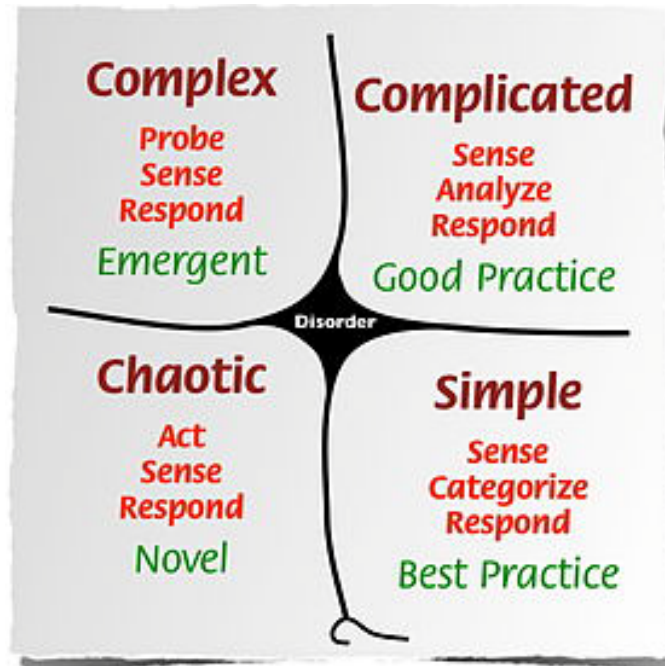 Complex
Probe
Sense
Respond
Emergent
Complicated
Sense
Analyze
Respond
Good Practice
Disorder
Chaotic
Act
Sense
Respond
Novel
Simple
Sense
Categorize
Respond
Best Practice